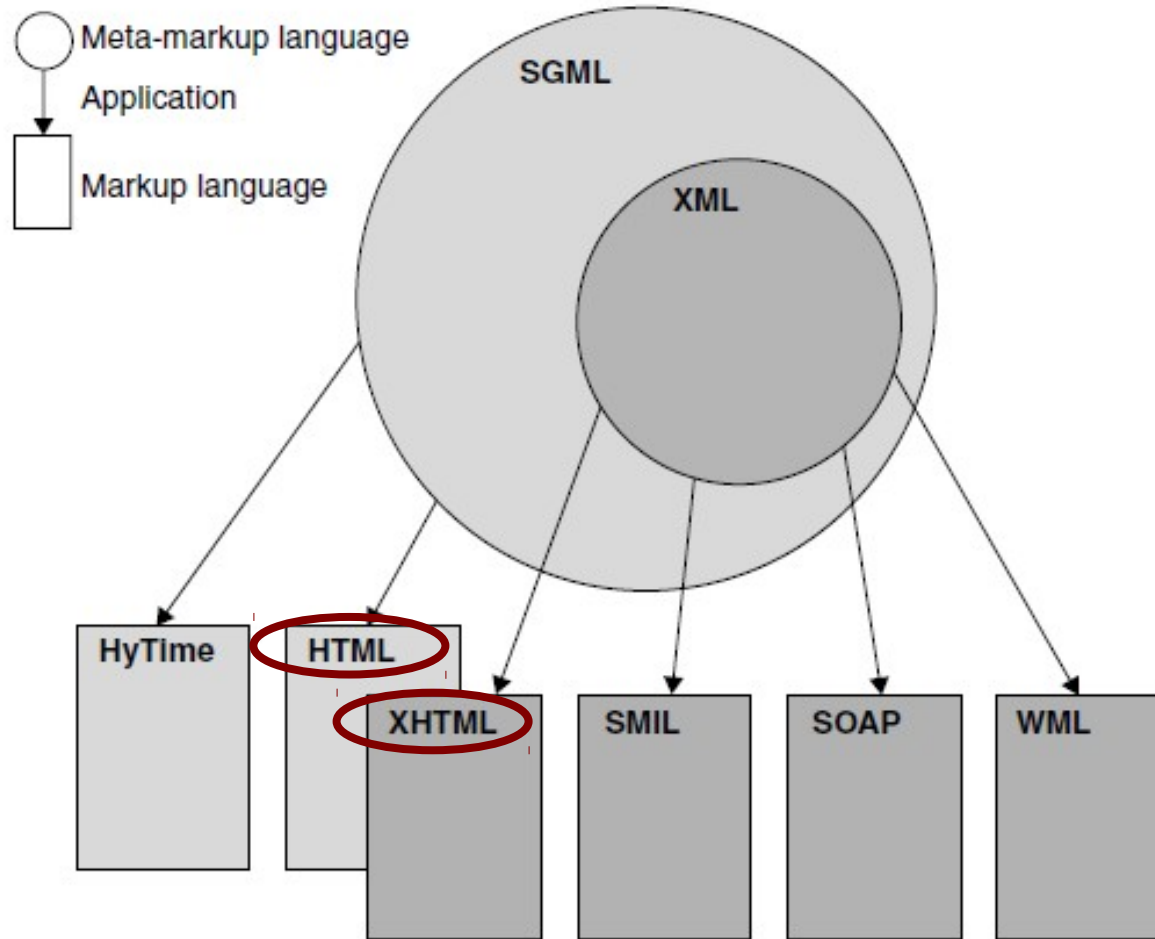 Meta-markup language
Application
Markup language
SGML
XML
HyTime
HTML
XHTML
SMIL
SOAP
WML